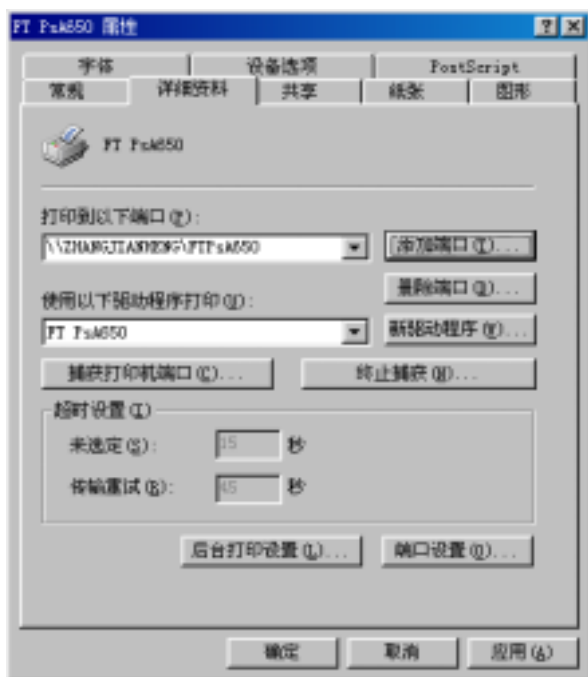 FT PsA650 属性
字体 设备选项 PostScript
常规 详细资料 共享 纸张 图形
FT PsA650
打印到以下端口(P):
\\ZHANGJIANHENG\FTPsA650 添加端口(T)...
删除端口(D)...
使用以下驱动程序打印(U):
FT PsA650 新驱动程序(W)...
捕获打印机端口(C)... 终止捕获(N)...
超时设置(I)
未选定(S): 15 秒
传输重试(R): 45 秒
后台打印设置(L)... 端口设置(O)...
确定 取消 应用(A)